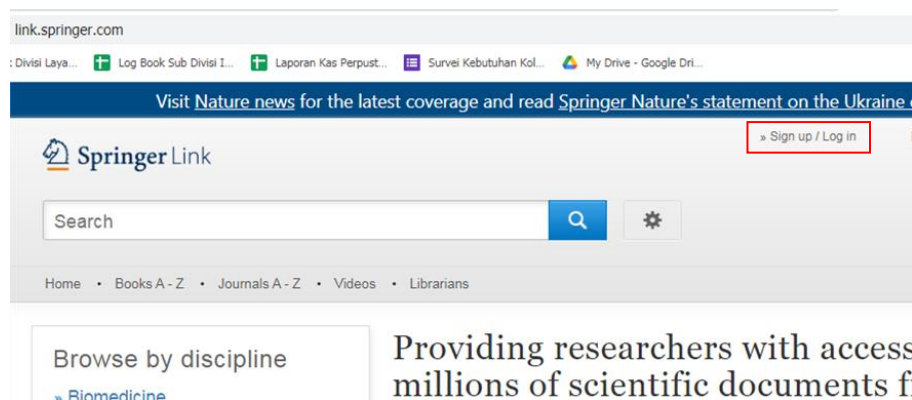 link.springer.com
Divisi Laya... Log Book Sub Divisi I... Laporan Kas Perpust... Survei Kebutuhan Kol... My Drive - Google Dri...
Visit Nature news for the latest coverage and read Springer Nature's statement on the Ukraine
» Sign up / Log in
Springer Link
Search
Home • Books A - Z • Journals A - Z • Videos • Librarians
Browse by discipline
» Biomedicine
Providing researchers with access
millions of scientific documents